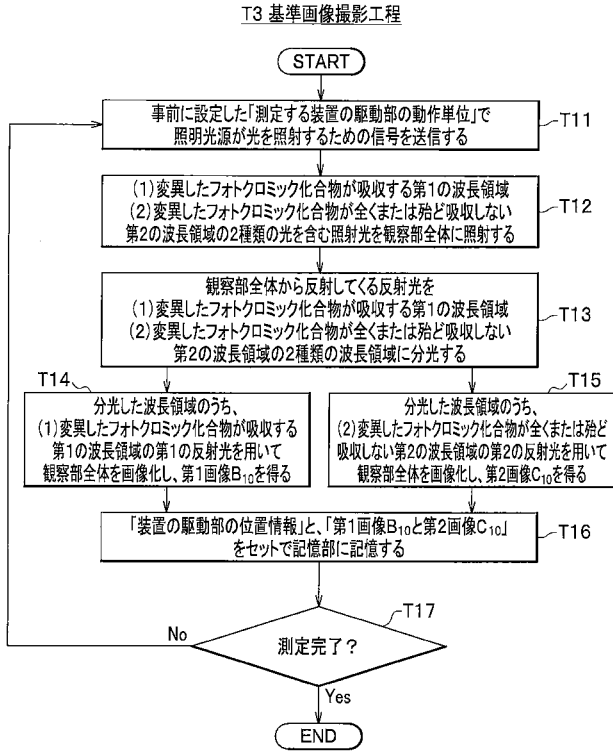 T3 基準画像撮影工程
START
事前に設定した「測定する装置の駆動部の動作単位」で
照明光源が光を照射するための信号を送信する
T11
(1)変異したフォトクロミック化合物が吸収する第1の波長領域
(2)変異したフォトクロミック化合物が全くまたは殆ど吸収しない
第2の波長領域の2種類の光を含む照射光を観察部全体に照射する
T12
観察部全体から反射してくる反射光を
(1)変異したフォトクロミック化合物が吸収する第1の波長領域
(2)変異したフォトクロミック化合物が全くまたは殆ど吸収しない
第2の波長領域の2種類の波長領域に分光する
T13
T14
分光した波長領域のうち、
(1)変異したフォトクロミック化合物が吸収する
第1の波長領域の第1の反射光を用いて
観察部全体を画像化し、第1画像B10を得る
T15
分光した波長領域のうち、
(2)変異したフォトクロミック化合物が全くまたは殆ど
吸収しない第2の波長領域の第2の反射光を用いて
観察部全体を画像化し、第2画像C10を得る
「装置の駆動部の位置情報」と、「第1画像B10と第2画像C10」
をセットで記憶部に記憶する
T16
T17
No
測定完了？
Yes
END